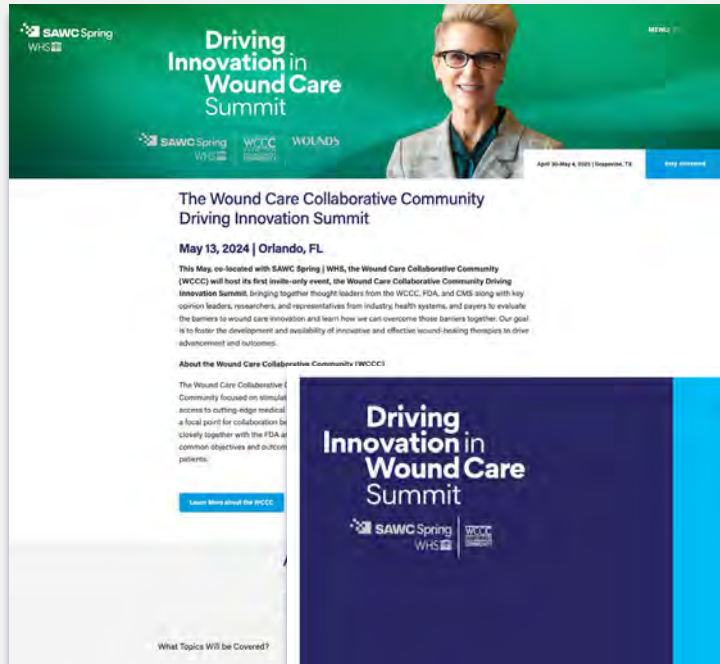 SAWC Spring
WHS
MENU
Driving
Innovation in
Wound Care
Summit
SAWC Spring
WHS
WCCC
WOUNDS
April 30-May 4, 2025 | Grapevine, TX
Stay Informed
The Wound Care Collaborative Community
Driving Innovation Summit
May 13, 2024 | Orlando, FL
This May, co-located with SAWC Spring | WHS, the Wound Care Collaborative Community
(WCCC) will host its first invite-only event, the Wound Care Collaborative Community Driving
Innovation Summit, bringing together thought leaders from the WCCC, FDA, and CMS along with key
opinion leaders, researchers, and representatives from industry, health systems, and payers to evaluate
the barriers to wound care innovation and learn how we can overcome those barriers together. Our goal
is to foster the development and availability of innovative and effective wound-healing therapies to drive
advancement and outcomes.
About the Wound Care Collaborative Community (WCCC)
The Wound Care Collaborative
Community focused on
access to cutting-edge medical
a focal point for collaboration
closely together with the FDA
common objectives and
patients.
Learn More about the WCCC
Driving
Innovation in
Wound Care
Summit
SAWC Spring
WHS
WCCC
What Topics Will be Covered?